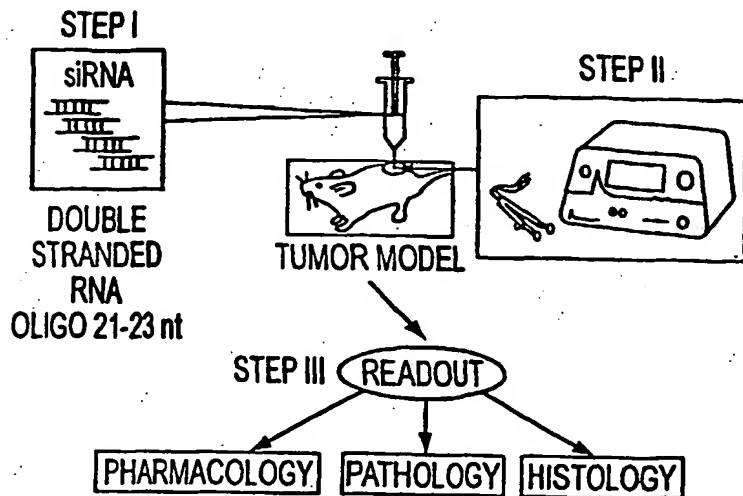 STEP I
siRNA
DOUBLE
STRANDED
RNA
OLIGO 21-23 nt
STEP II
TUMOR MODEL
STEP III
READOUT
PHARMACOLOGY
PATHOLOGY
HISTOLOGY